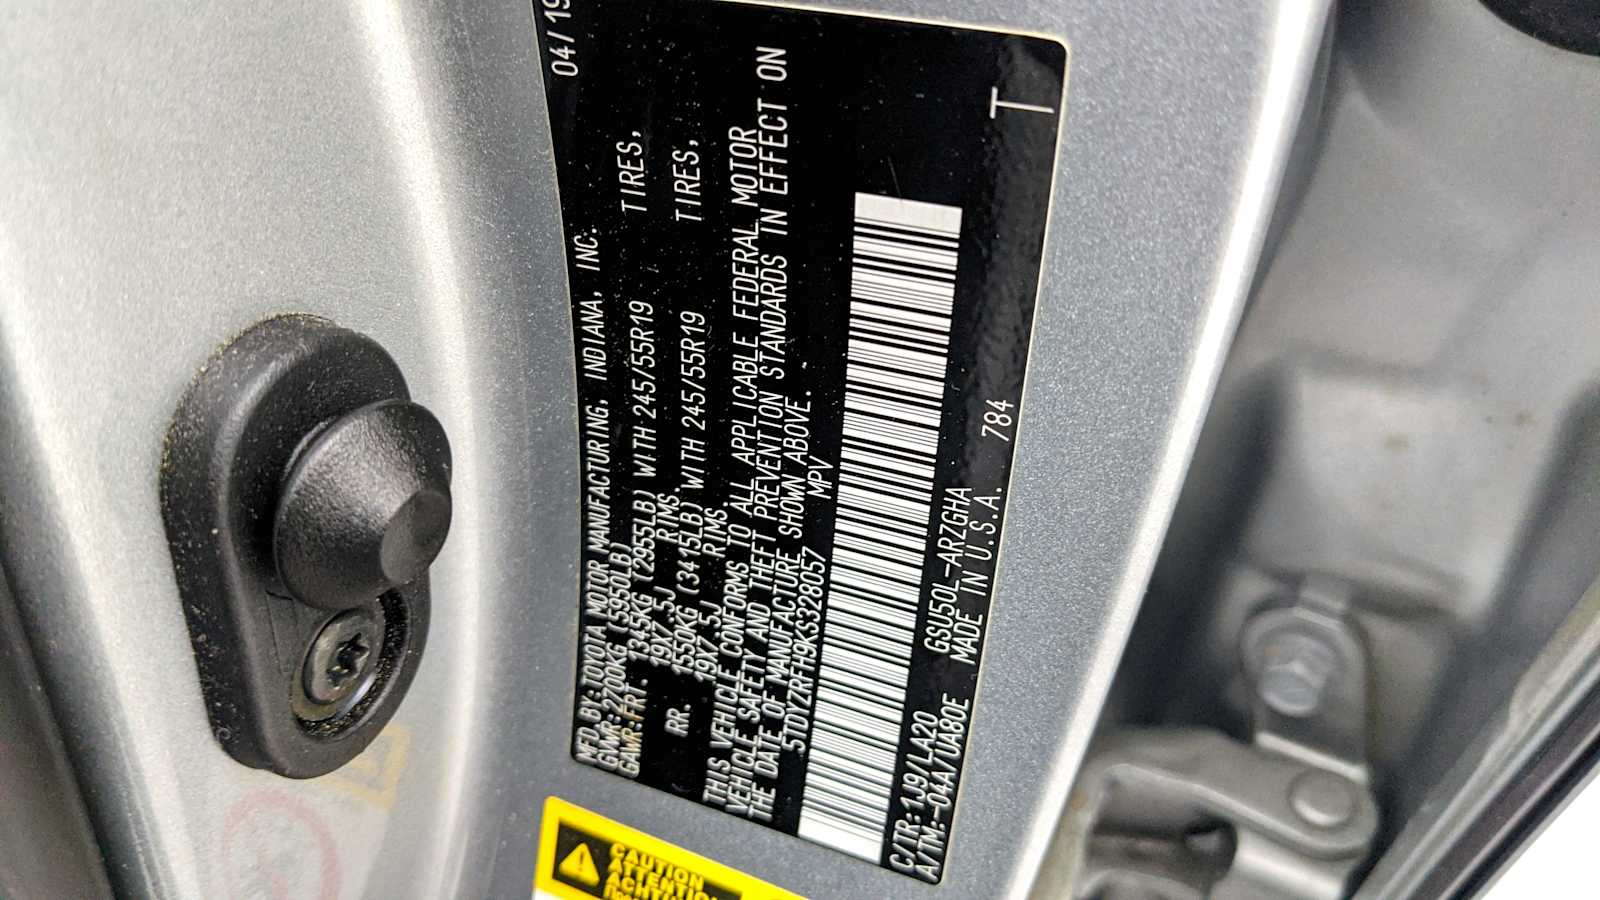 04/19
MFD. BY: TOYOTA MOTOR MANUFACTURING, INDIANA, INC.
GVWR: 2700KG (5950LB)
GAWR: FRT. 1345KG (2955LB) WITH 245/55R19 TIRES,
19X7.5J RIMS.
RR. 1550KG (3415LB) WITH 245/55R19 TIRES,
19X7.5J RIMS.
THIS VEHICLE CONFORMS TO ALL APPLICABLE FEDERAL MOTOR
VEHICLE SAFETY AND THEFT PREVENTION STANDARDS IN EFFECT ON
THE DATE OF MANUFACTURE SHOWN ABOVE.
5TDYZRFH9KS328057 MPV
C/TR: 1J9/LA20 GSU50L-ARZGHA
A/TM: -04A/UA80E MADE IN U.S.A. 784
T
CAUTION
ATTENTION
ACHTUNG